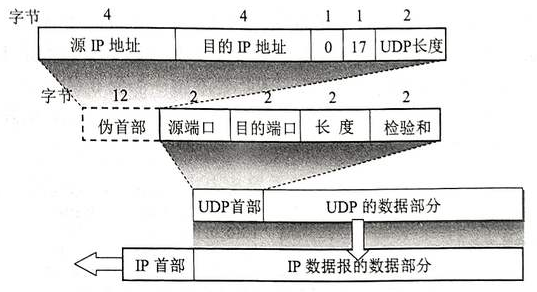 字节 4 4 1 1 2
源 IP 地址 目的 IP 地址 0 17 UDP长度
字节 12 2 2 2 2
伪首部 源端口 目的端口 长 度 检验和
UDP首部 UDP 的数据部分
IP 首部 IP 数据报的数据部分